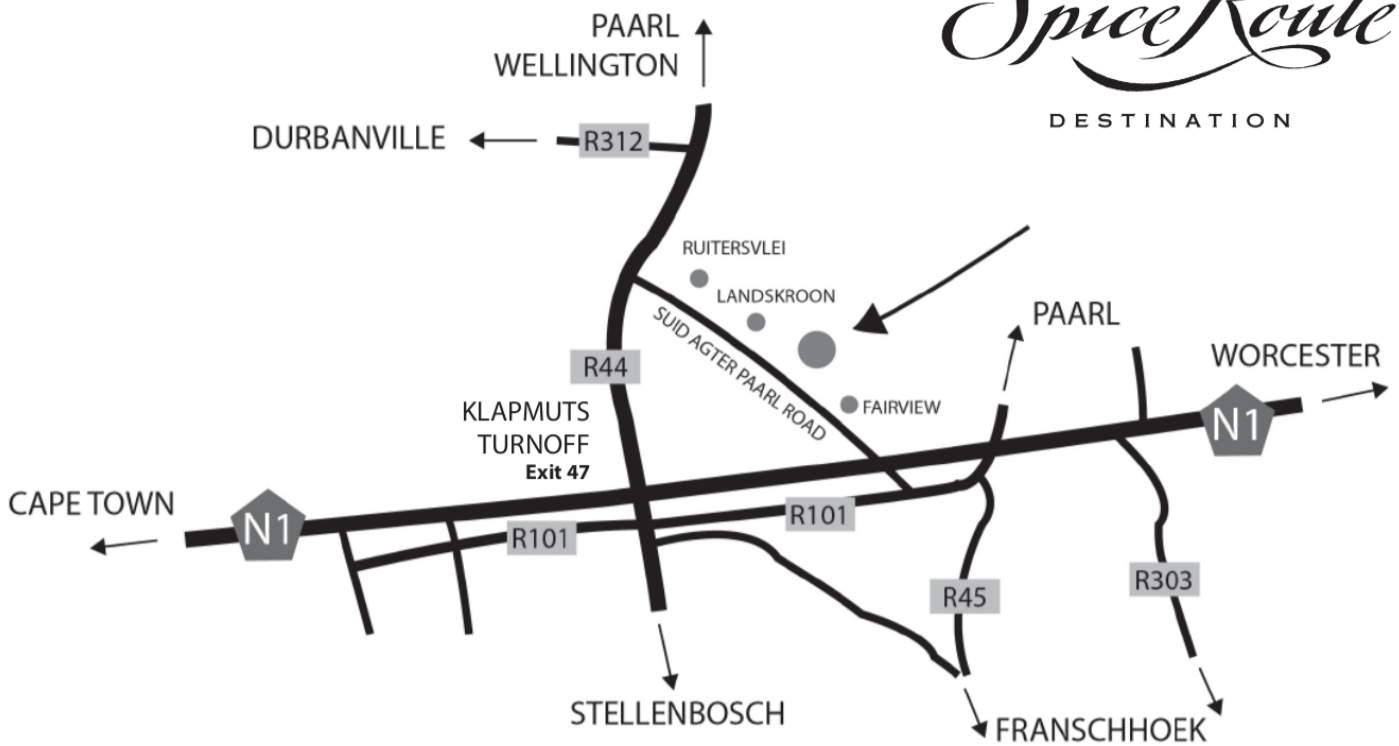 PAARL
WELLINGTON
Spice Route
DESTINATION
DURBANVILLE
R312
RUITERSVLEI
LANDSKROON
SUID AGTER PAARL ROAD
FAIRVIEW
PAARL
WORCESTER
N1
R44
KLAPMUTS
TURNOFF
Exit 47
CAPE TOWN
N1
R101
R101
R45
R303
STELLENBOSCH
FRANSCHHOEK